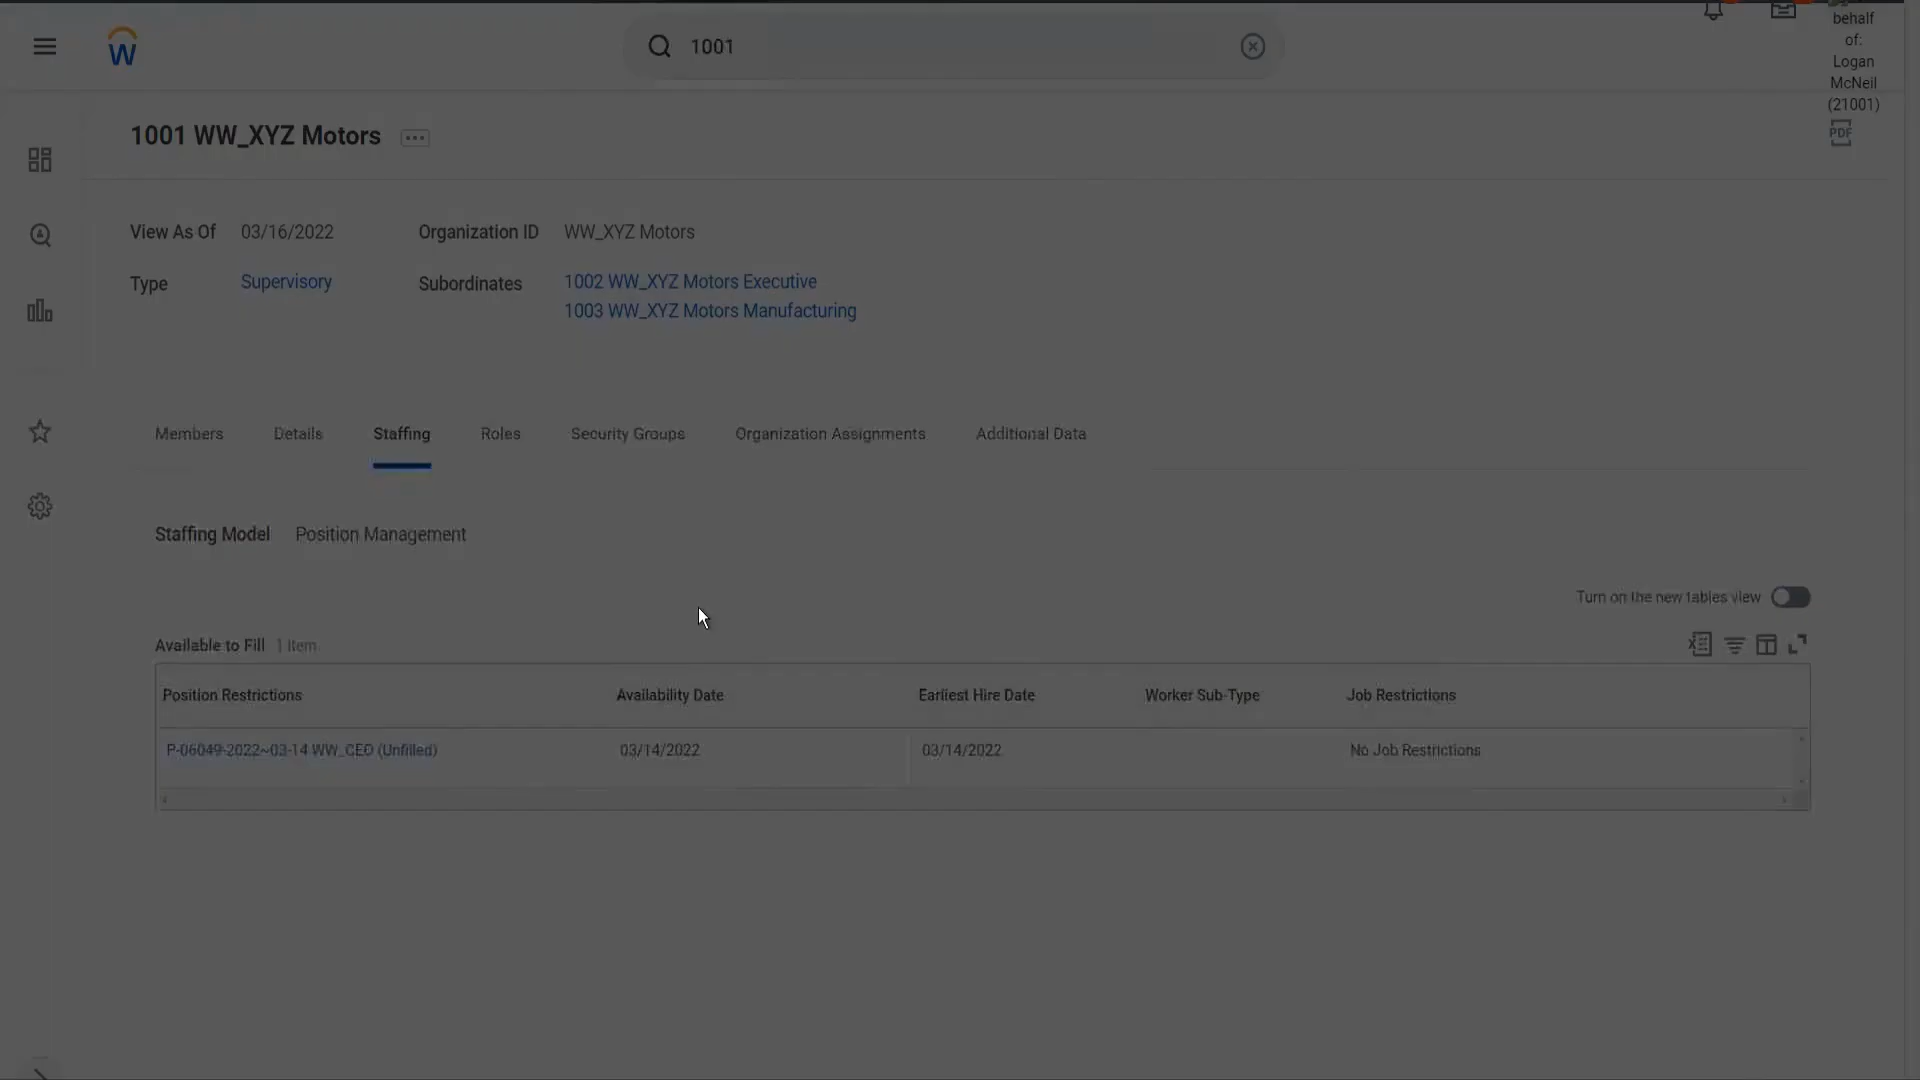 1001
behalf
of:
Logan
McNeil
(21001)
W
1001 WW_XYZ Motors
PDF
View As Of 03/16/2022 Organization ID WW_XYZ Motors
Type Supervisory Subordinates 1002 WW_XYZ Motors Executive
1003 WW_XYZ Motors Manufacturing
Members Details Staffing Roles Security Groups Organization Assignments Additional Data
Staffing Model Position Management
Turn on the new tables view
Available to Fill 1 item
Position Restrictions Availability Date Earliest Hire Date Worker Sub-Type Job Restrictions
P-06049-2022~03-14 WW_CEO (Unfilled) 03/14/2022 03/14/2022 No Job Restrictions